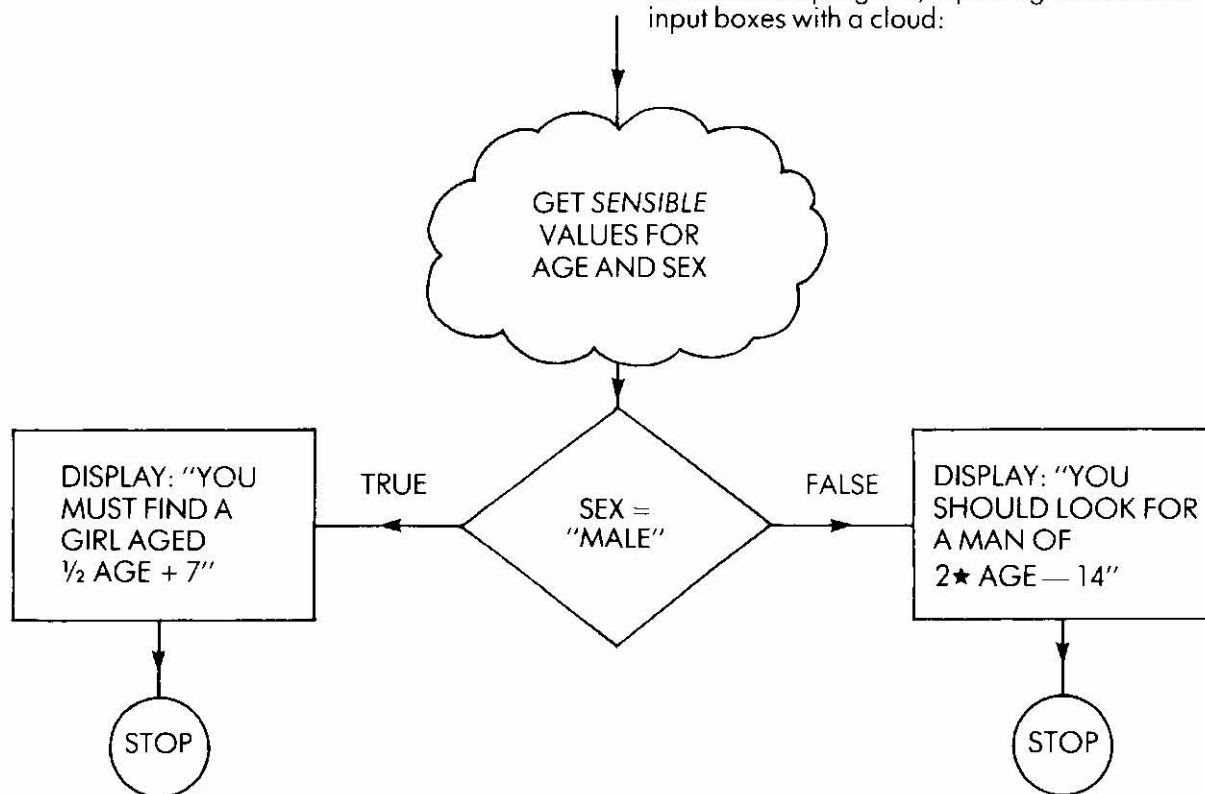 input boxes with a cloud:
GET SENSIBLE
VALUES FOR
AGE AND SEX
DISPLAY: "YOU
MUST FIND A
GIRL AGED
½ AGE + 7"
TRUE
SEX =
"MALE"
FALSE
DISPLAY: "YOU
SHOULD LOOK FOR
A MAN OF
2★ AGE — 14"
STOP
STOP